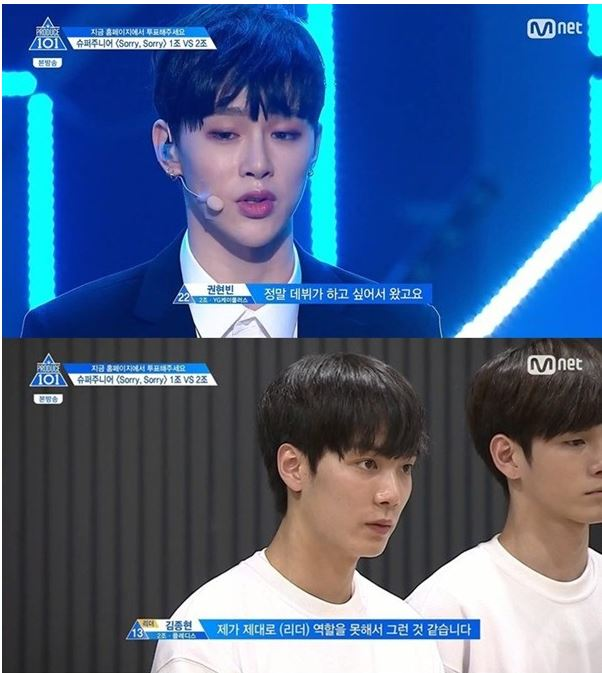 PRODUCE
101
지금 홈페이지에서 투표해주세요
슈퍼주니어 <Sorry, Sorry> 1조 VS 2조
본방송
M net
22
권현빈
2조 · YG케이플러스
정말 데뷔가 하고 싶어서 왔고요
PRODUCE
101
지금 홈페이지에서 투표해주세요
슈퍼주니어 <Sorry, Sorry> 1조 VS 2조
본방송
M net
13
리더
김종현
2조 · 플레디스
제가 제대로 (리더) 역할을 못해서 그런 것 같습니다